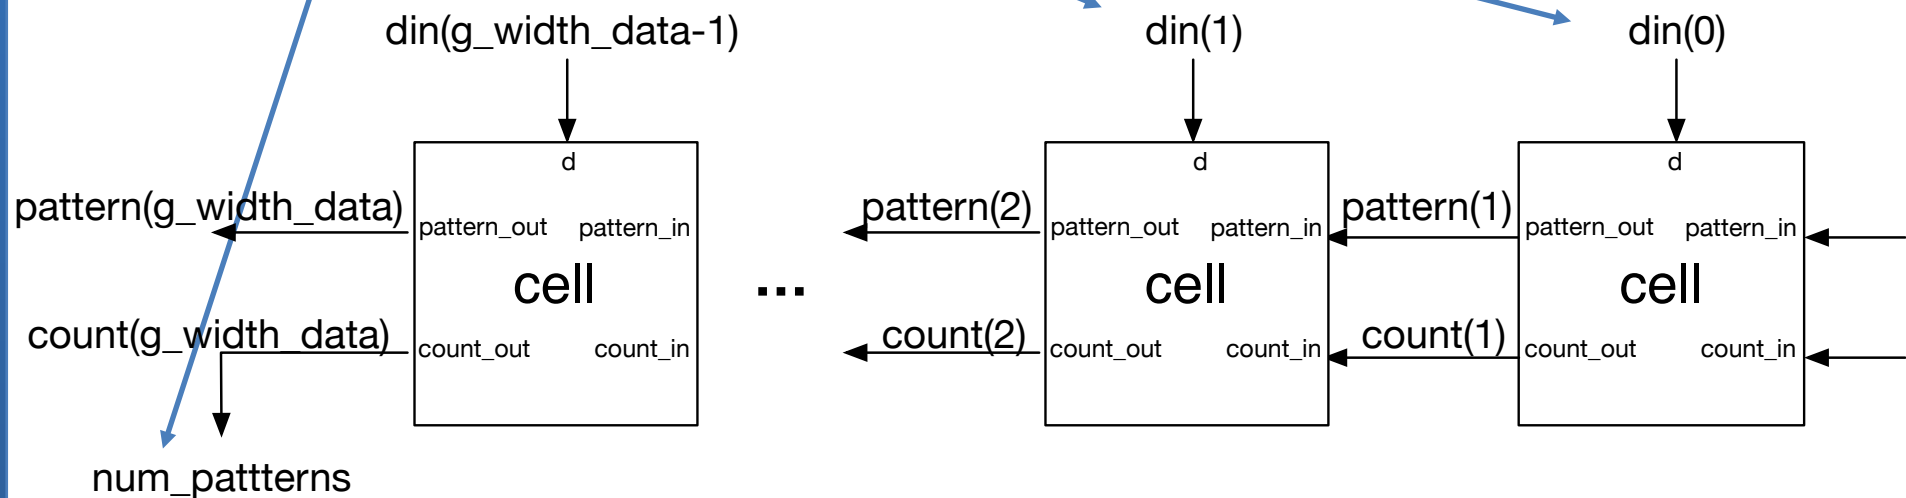 din(g_width_data-1) din(1) din(0)
d d d
pattern(g_width_data) pattern(2) pattern(1)
pattern_out pattern_in pattern_out pattern_in pattern_out pattern_in
cell ... cell cell
count(g_width_data) count(2) count(1)
count_out count_in count_out count_in count_out count_in
num_pattterns